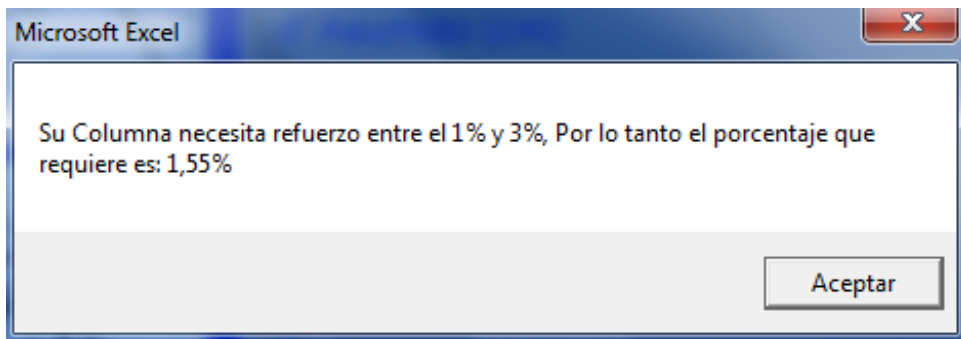 Microsoft Excel
Su Columna necesita refuerzo entre el 1% y 3%, Por lo tanto el porcentaje que
requiere es: 1,55%
Aceptar